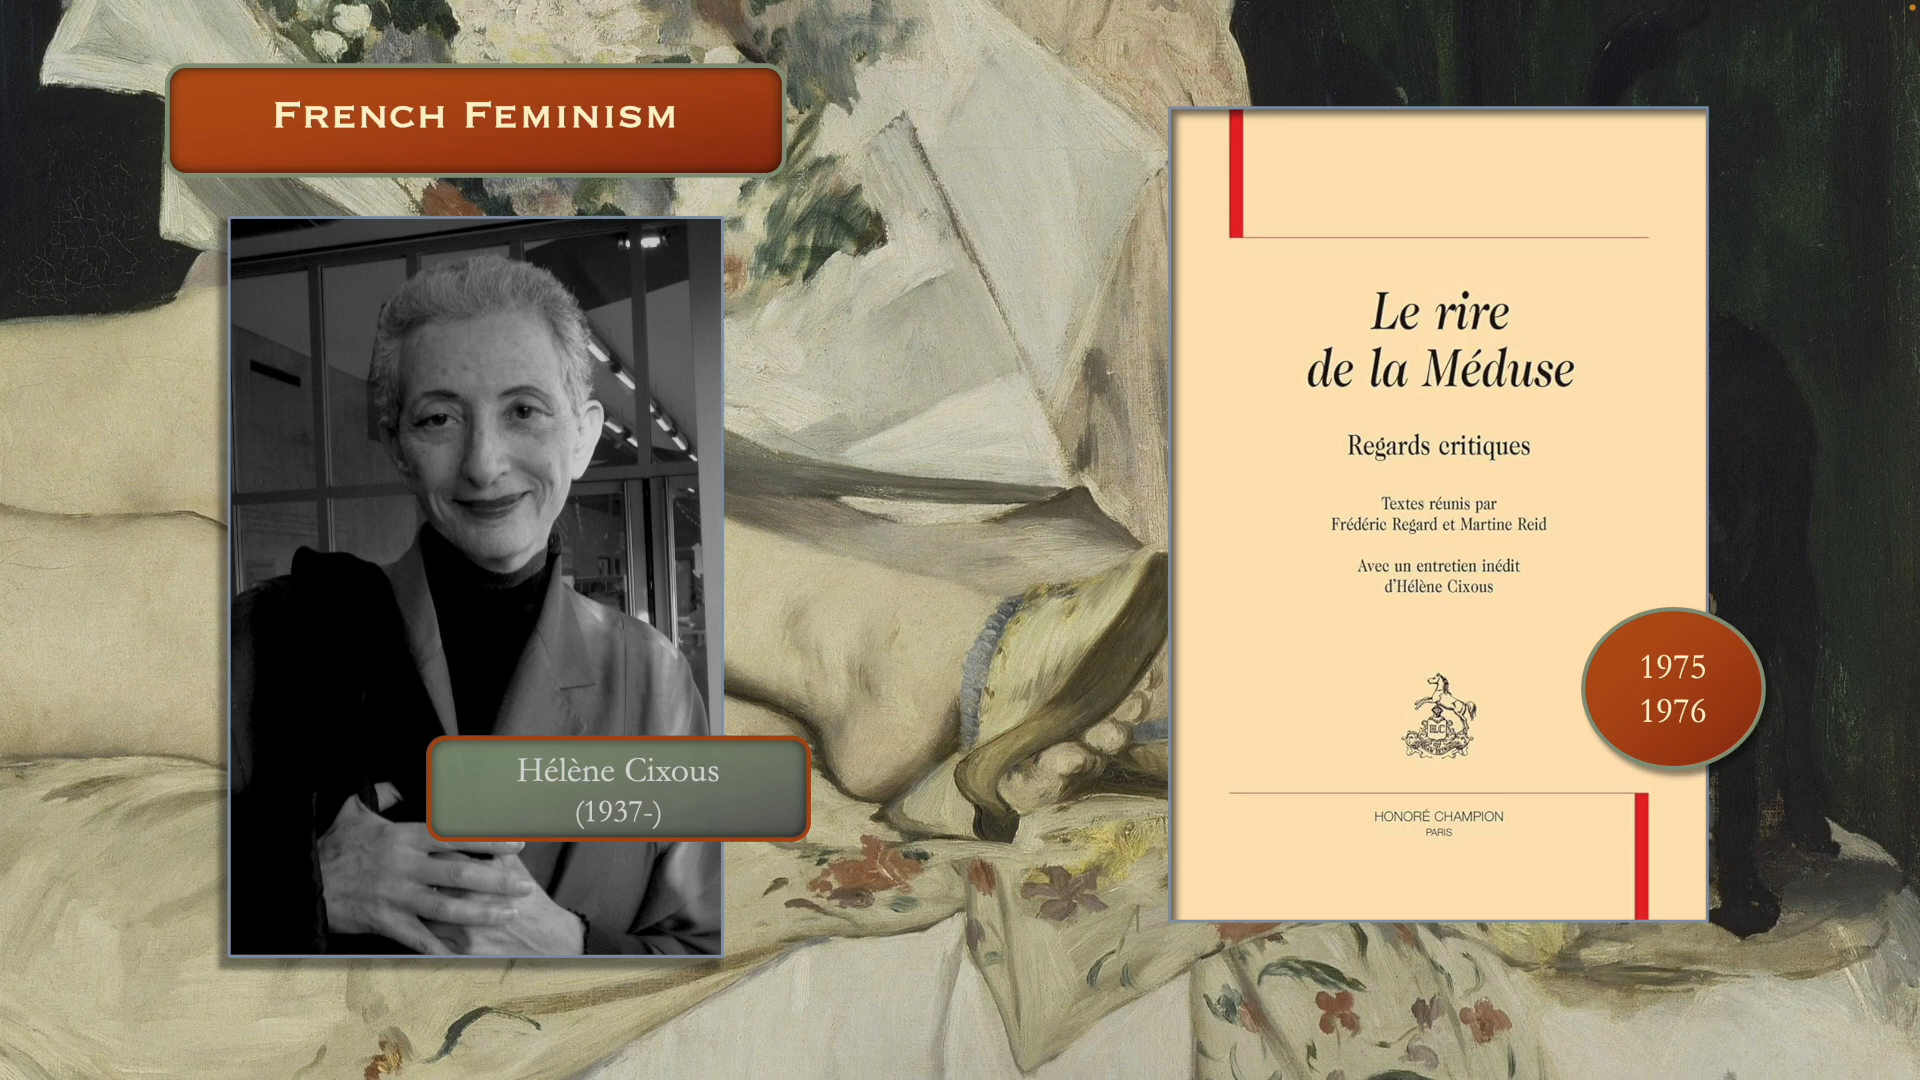 French Feminism
Hélène Cixous
(1937-)
Le rire
de la Méduse
Regards critiques
Textes réunis par
Frédéric Regard et Martine Reid
Avec un entretien inédit
d'Hélène Cixous
1975
1976
HONORÉ CHAMPION
PARIS